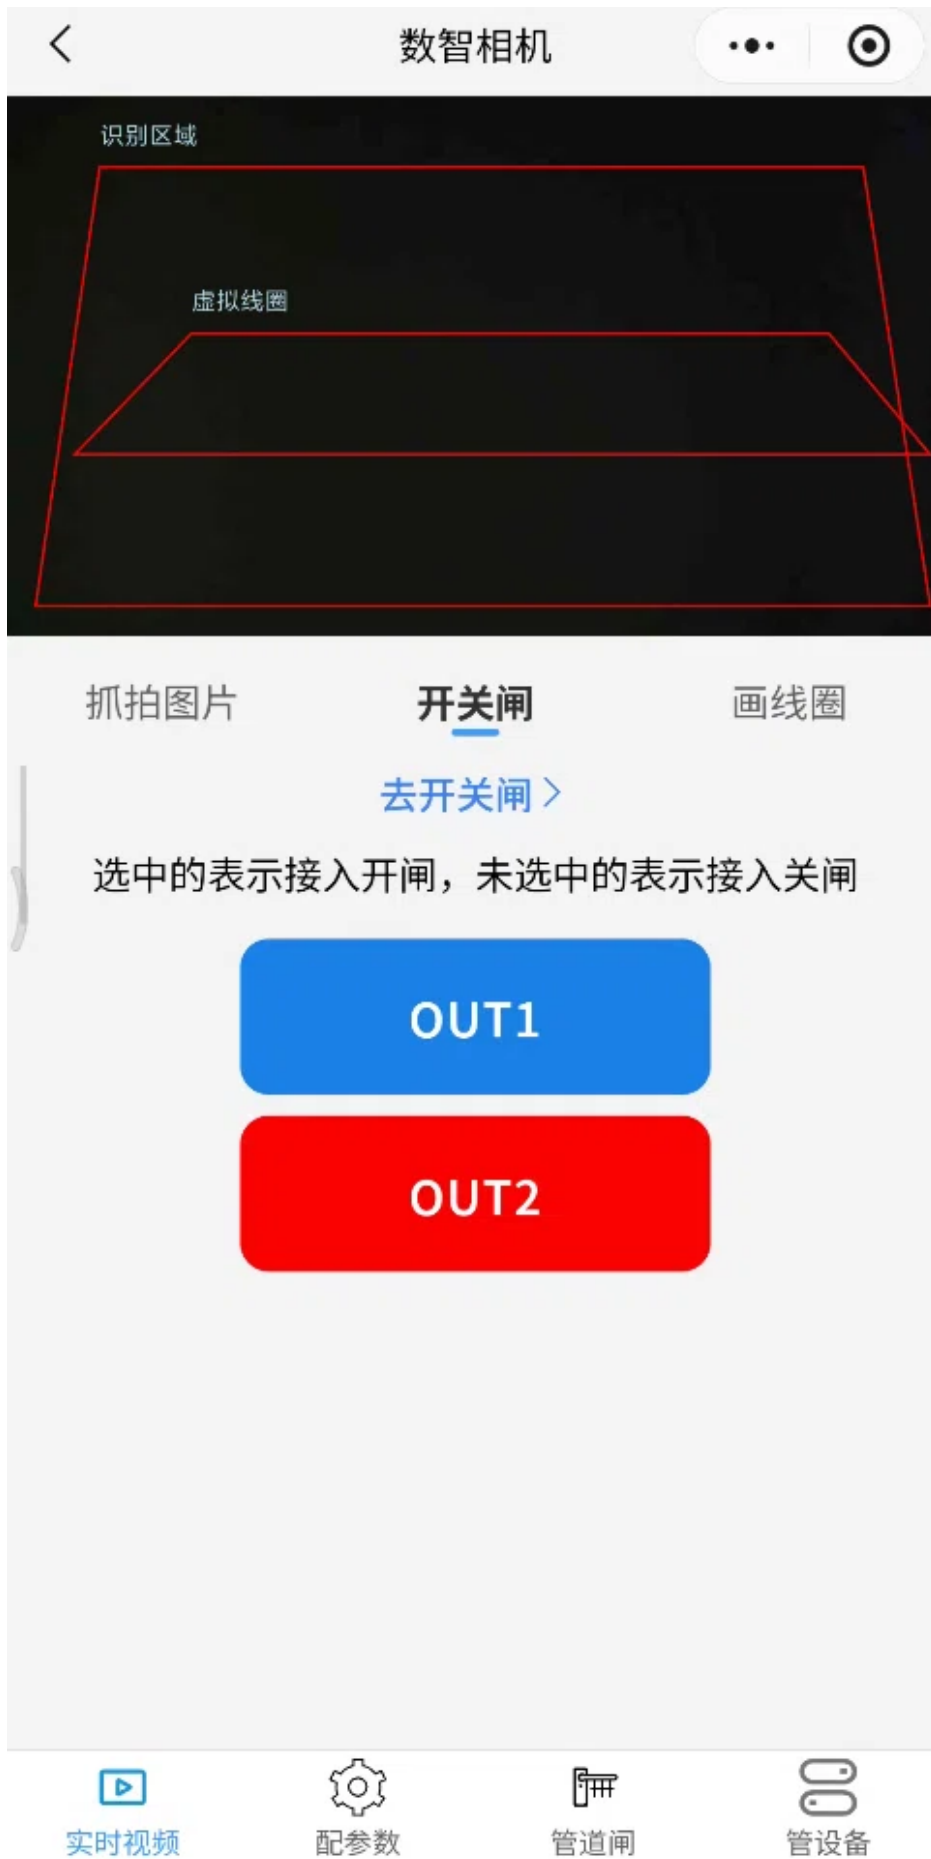 数智相机
识别区域
虚拟线圈
抓拍图片 开关闸 画线圈
去开关闸
选中的表示接入开闸，未选中的表示接入关闸
OUT1
OUT2
实时视频 配参数 管道闸 管设备